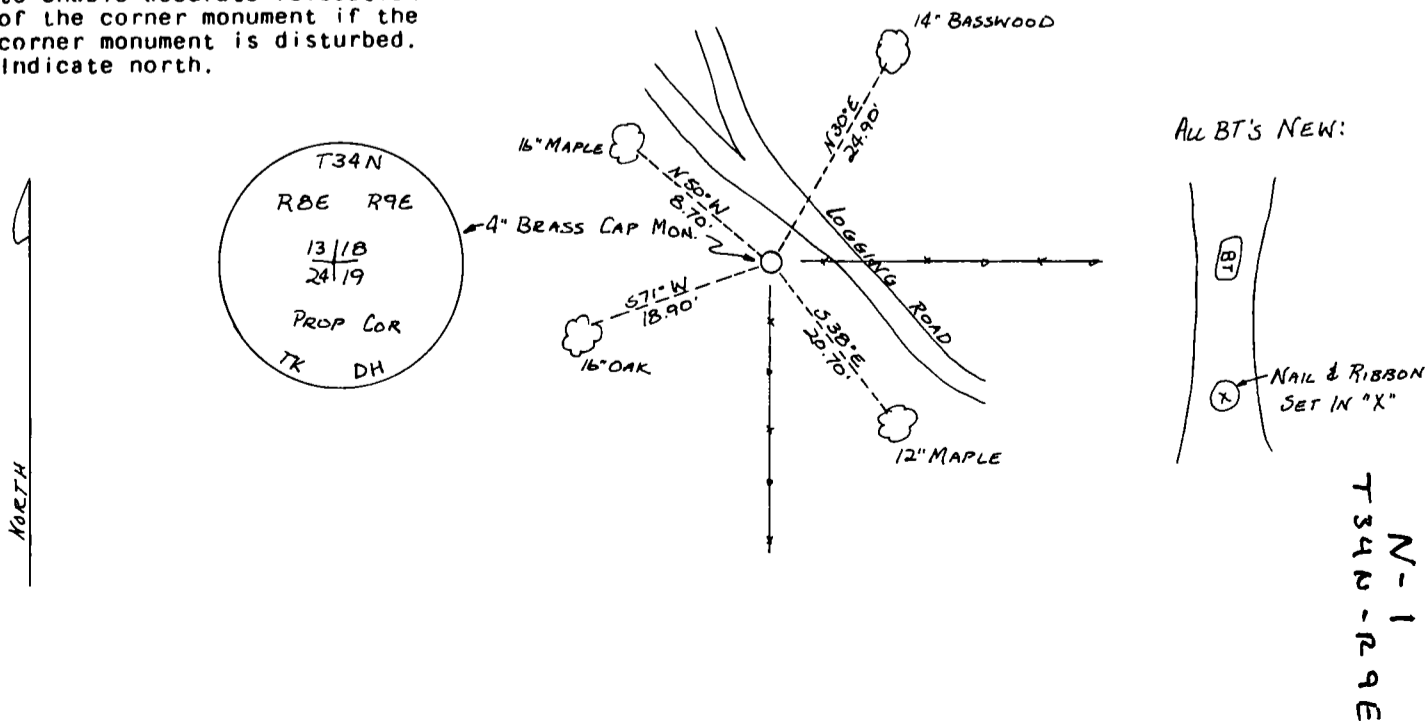 of the corner monument if the
corner monument is disturbed.
Indicate north.
NORTH
T34N
R8E R9E
13 18
24 19
PROP COR
TK DH
4" BRASS CAP MON.
16" MAPLE
N 50° W
8.70'
14" BASSWOOD
N 30° E
24.90'
LOGGING ROAD
S71° W
18.90'
16" OAK
S 38° E
20.70'
12" MAPLE
ALL BT'S NEW:
BT
X
NAIL & RIBBON
SET IN "X"
N-1
T34N-R9E